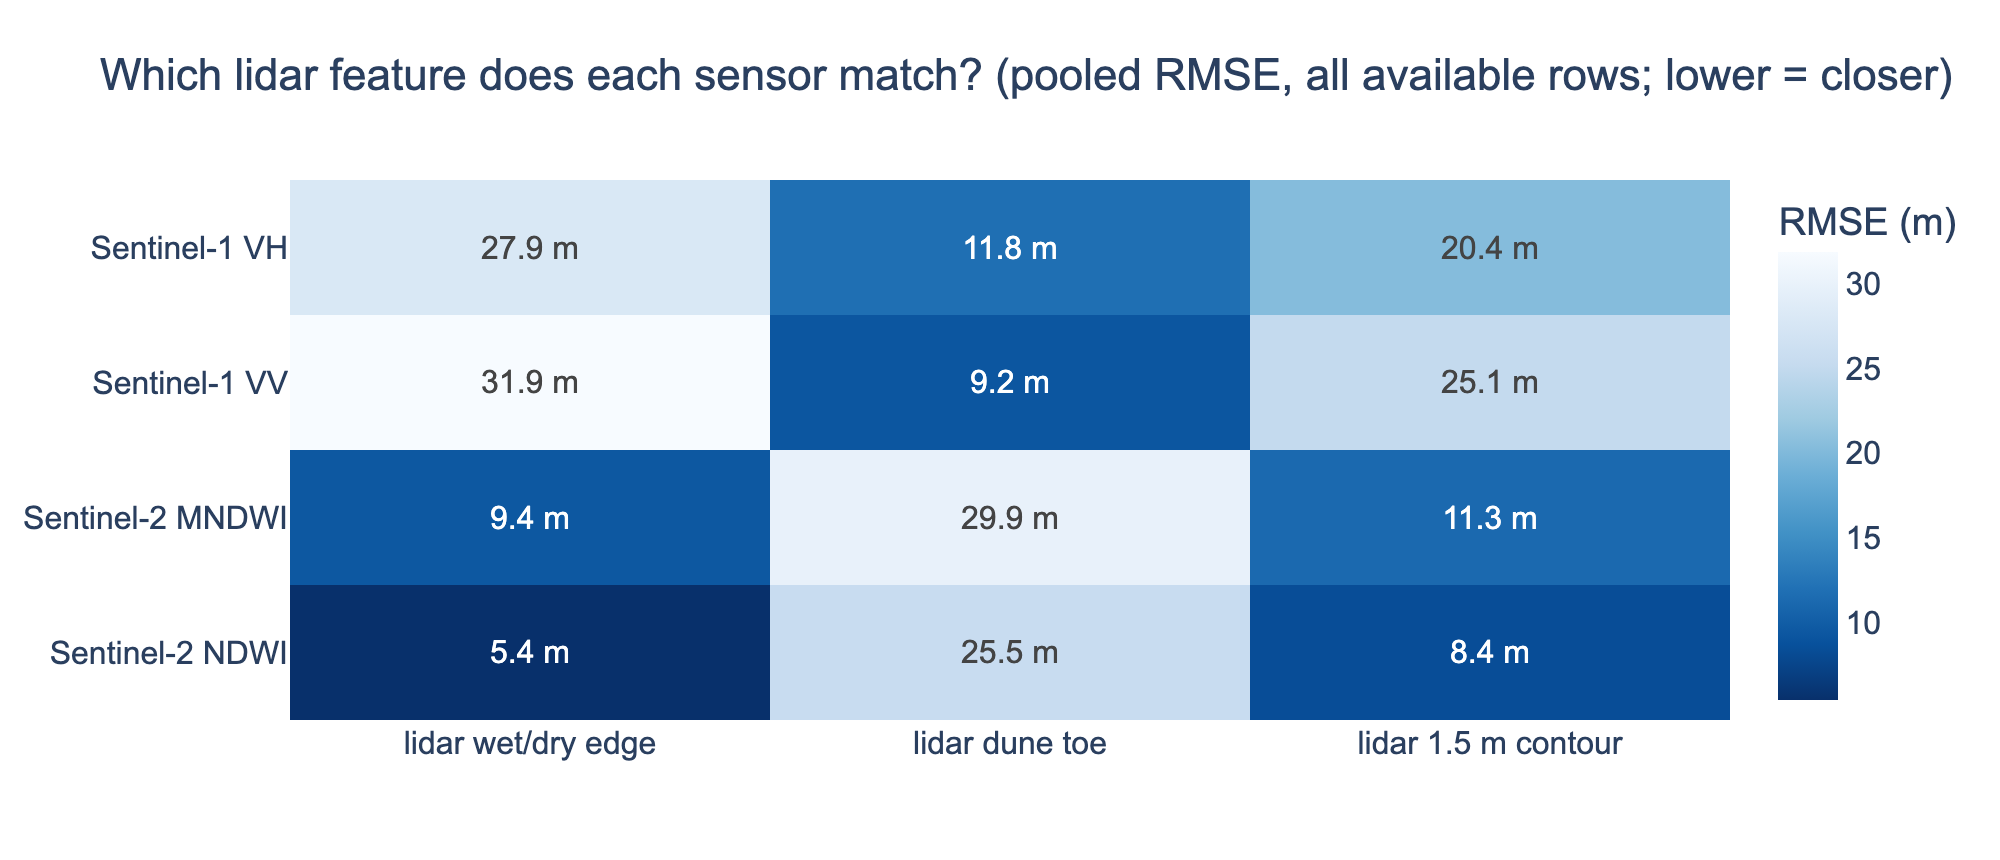 Which lidar feature does each sensor match? (pooled RMSE, all available rows; lower = closer)
RMSE (m)
Sentinel-1 VH 27.9 m 11.8 m 20.4 m
Sentinel-1 VV 31.9 m 9.2 m 25.1 m
Sentinel-2 MNDWI 9.4 m 29.9 m 11.3 m
Sentinel-2 NDWI 5.4 m 25.5 m 8.4 m
lidar wet/dry edge lidar dune toe lidar 1.5 m contour
30
25
20
15
10